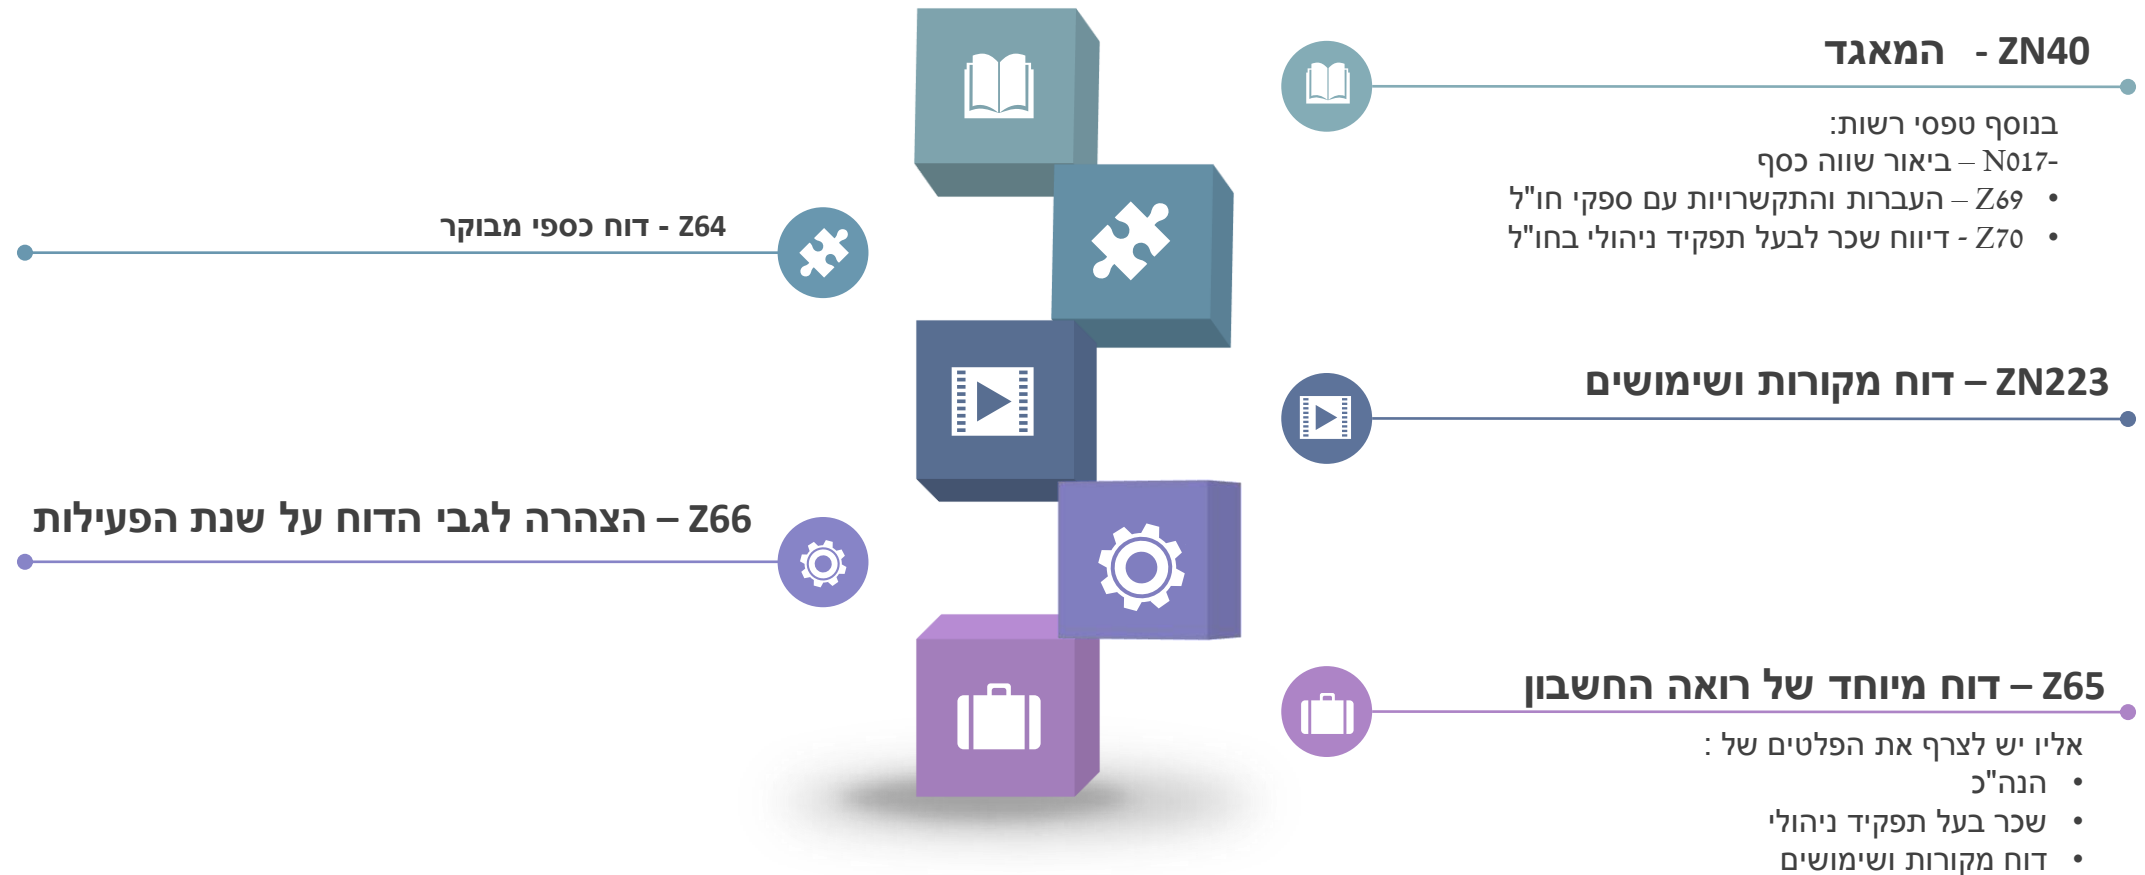 ZN40 - המאגד
בנוסף טפסי רשות:
-N017 – ביאור שווה כסף
• Z69 – העברות והתקשרויות עם ספקי חו"ל
• Z70 - דיווח שכר לבעל תפקיד ניהולי בחו"ל
Z64 - דוח כספי מבוקר
ZN223 – דוח מקורות ושימושים
Z66 – הצהרה לגבי הדוח על שנת הפעילות
Z65 – דוח מיוחד של רואה החשבון
אליו יש לצרף את הפלטים של :
• הנה"כ
• שכר בעל תפקיד ניהולי
• דוח מקורות ושימושים